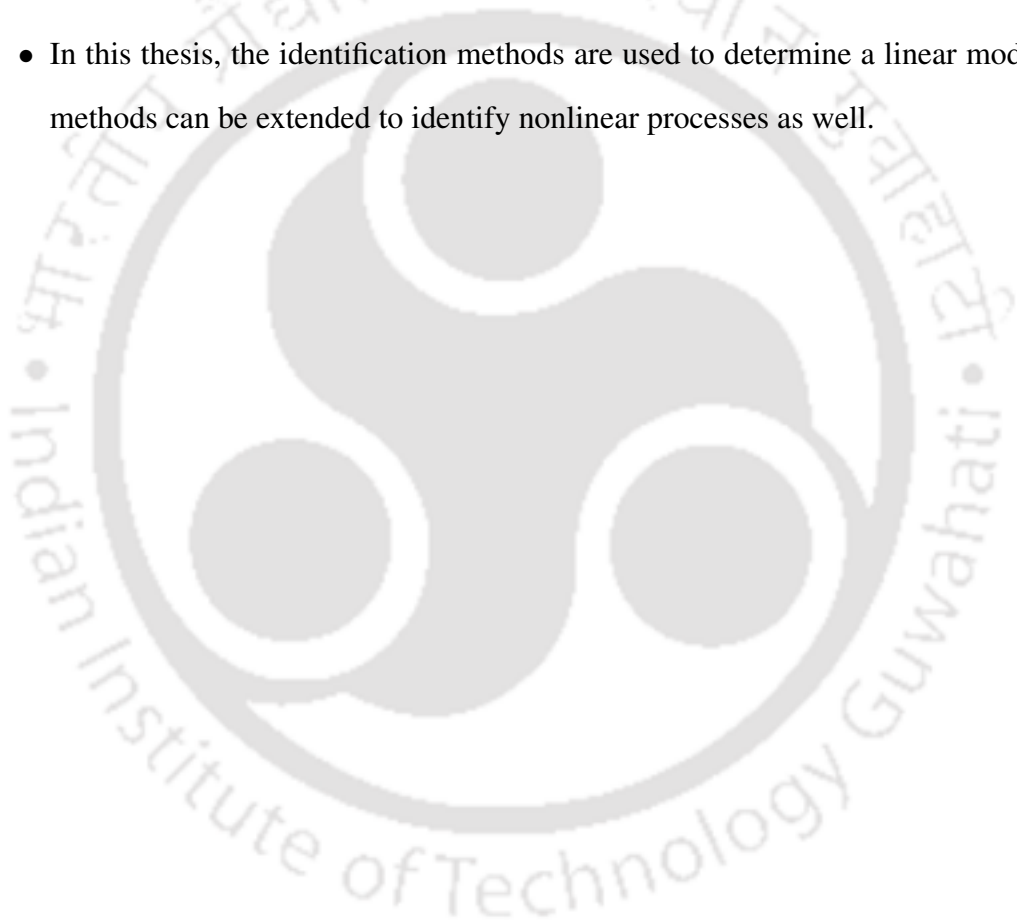 • In this thesis, the identification methods are used to determine a linear mod
methods can be extended to identify nonlinear processes as well.
भारतीय
Indian Institute of Technology Guwahati